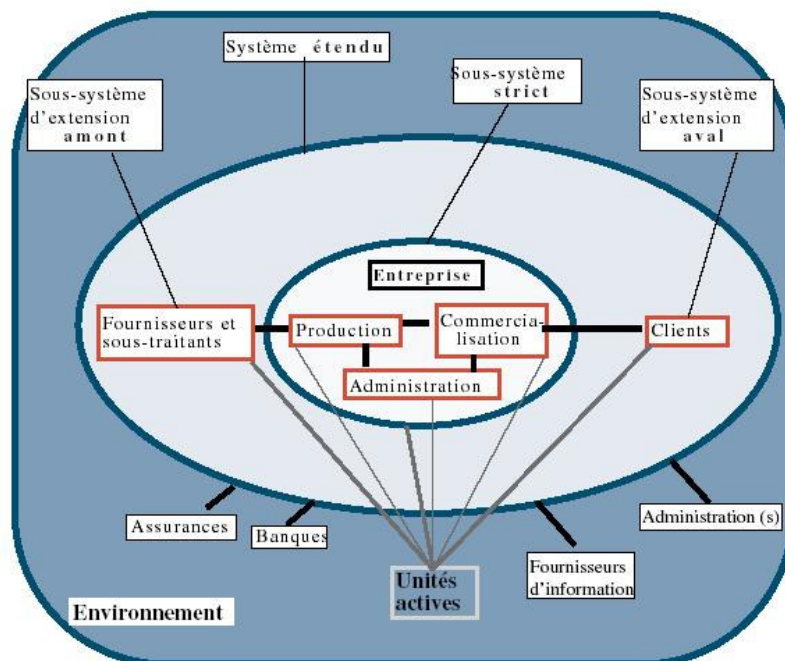 Système étendu
Sous-système
strict
Sous-système
d'extension
amont
Sous-système
d'extension
aval
Entreprise
Fournisseurs et
sous-traitants
Production
Commercia-
lisation
Clients
Administration
Assurances
Banques
Administration (s)
Fournisseurs
d'information
Unités
actives
Environnement